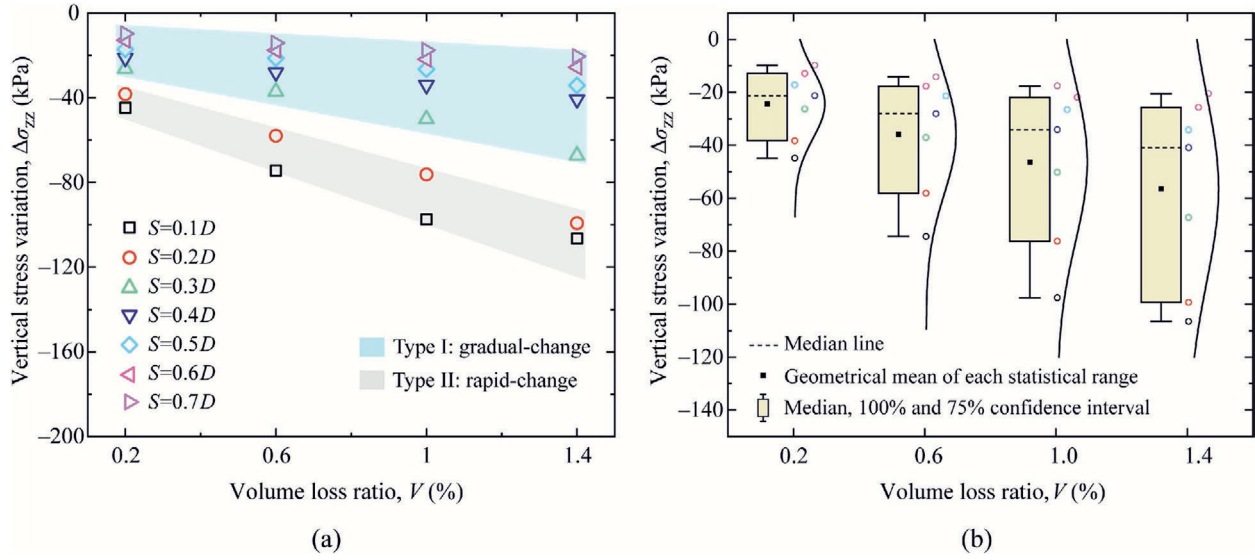 0
−40
−80
−120
−160
−200
0.2
0.6
1
1.4
Vertical stress variation, Δσ_ZZ (kPa)
Volume loss ratio, V (%)
S=0.1D
S=0.2D
S=0.3D
S=0.4D
S=0.5D
S=0.6D
S=0.7D
Type I: gradual-change
Type II: rapid-change
(a)
0
−20
−40
−60
−80
−100
−120
−140
0.2
0.6
1.0
1.4
Vertical stress variation, Δσ_ZZ (kPa)
Volume loss ratio, V (%)
Median line
Geometrical mean of each statistical range
Median, 100% and 75% confidence interval
(b)